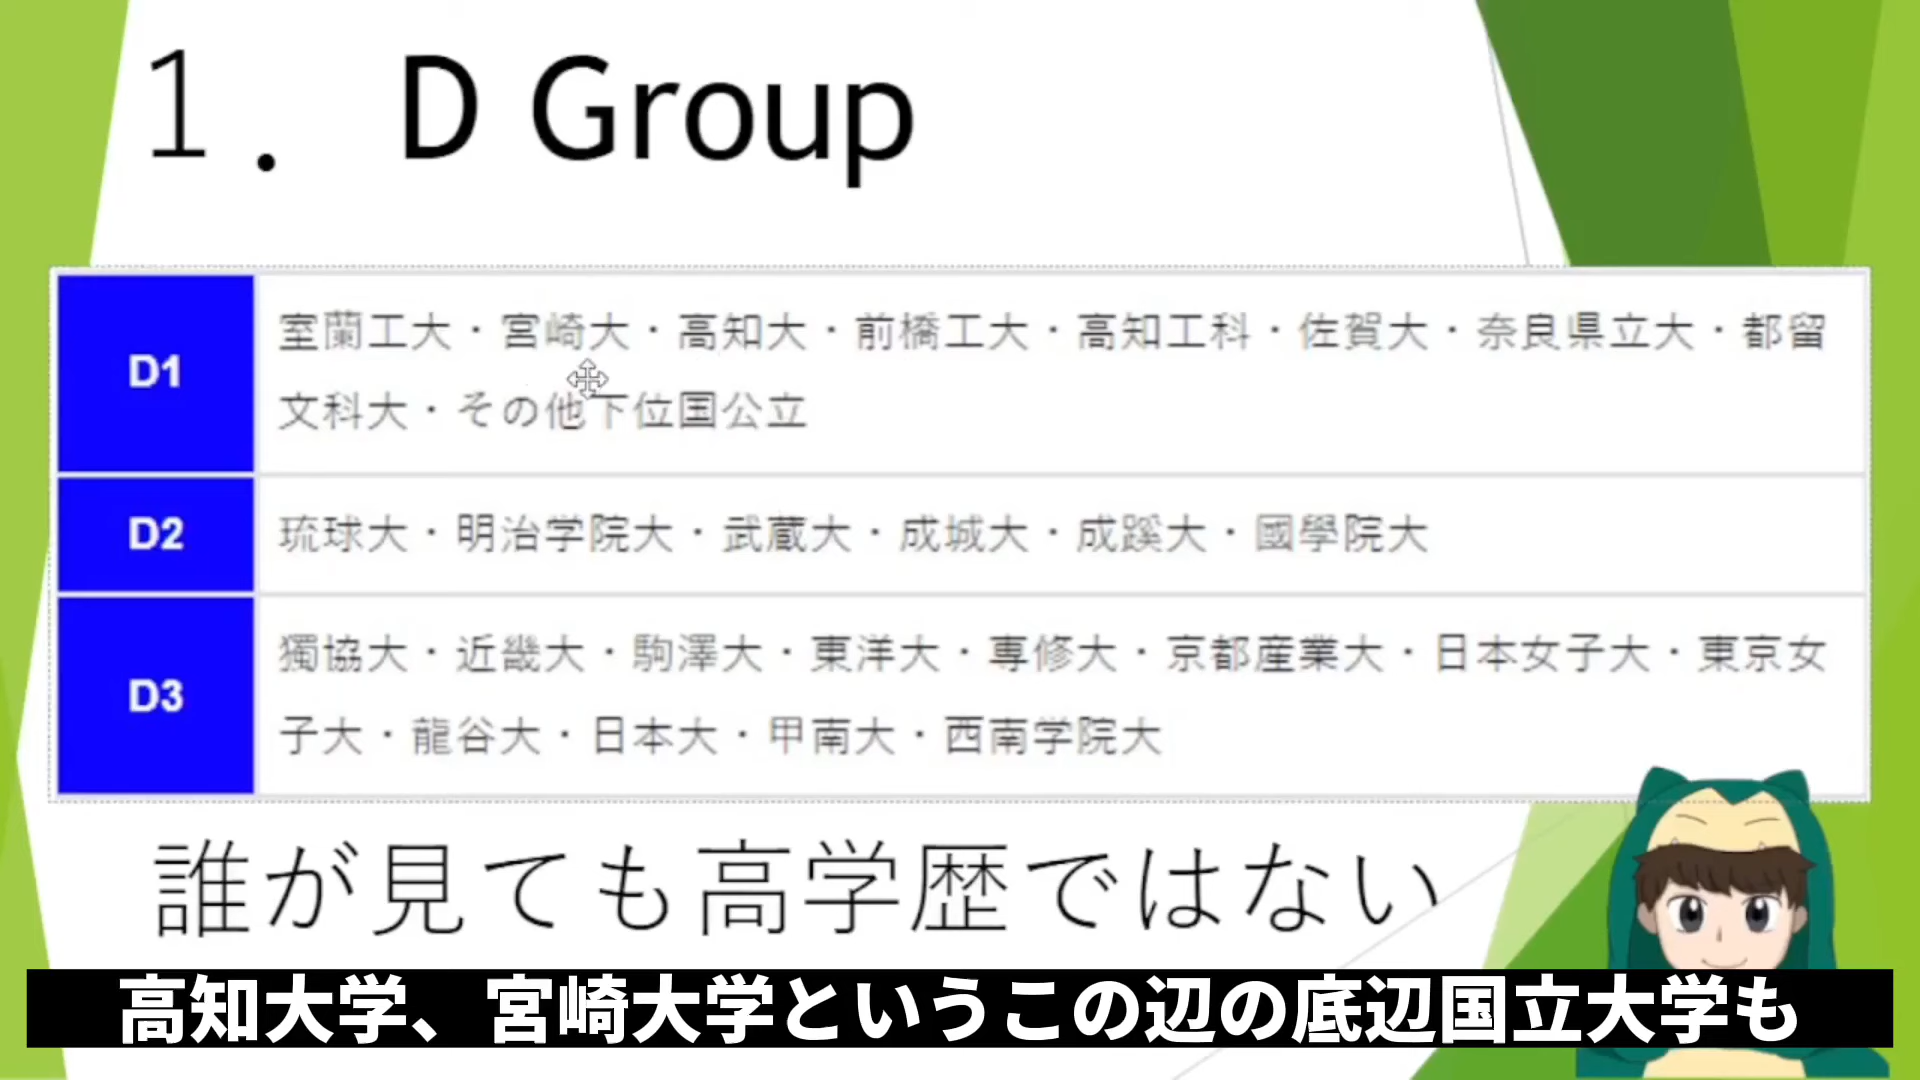 1. D Group
D1
室蘭工大・宮崎大・高知大・前橋工大・高知工科・佐賀大・奈良県立大・都留
文科大・その他下位国公立
D2
琉球大・明治学院大・武蔵大・成城大・成蹊大・國學院大
D3
獨協大・近畿大・駒澤大・東洋大・専修大・京都産業大・日本女子大・東京女
子大・龍谷大・日本大・甲南大・西南学院大
誰が見ても高学歴ではない
高知大学、宮崎大学というこの辺の底辺国立大学も